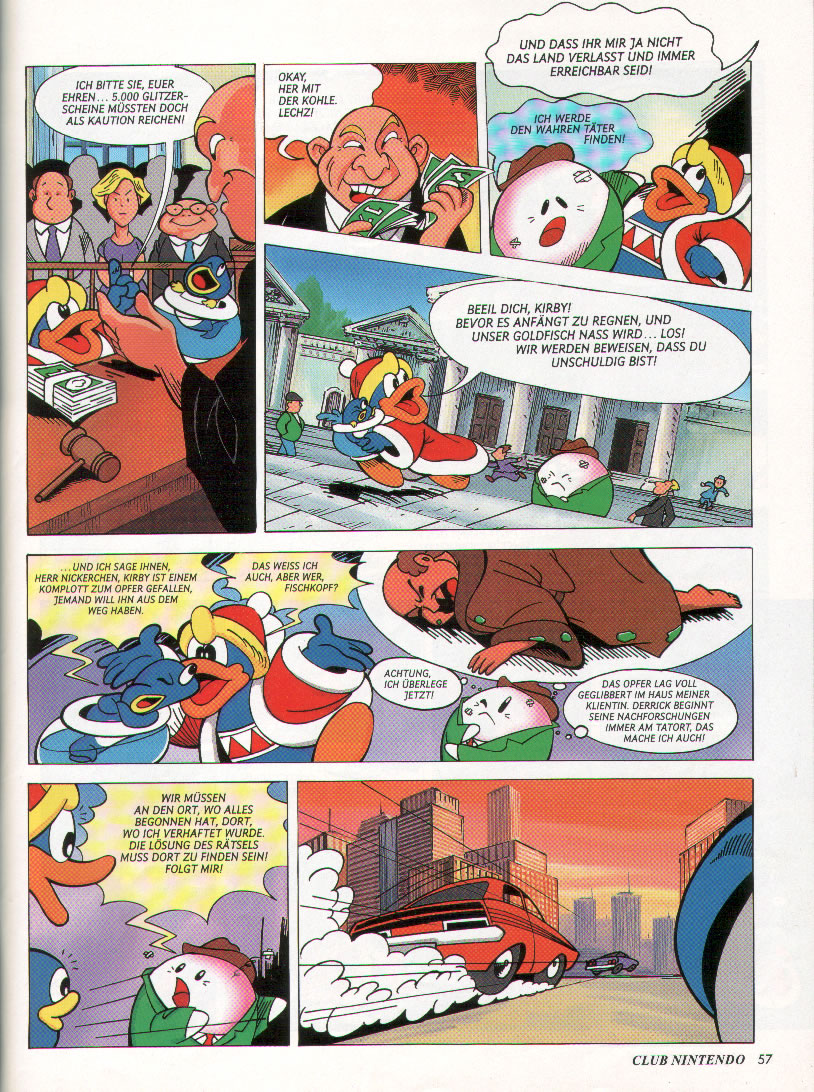 ICH BITTE SIE, EUER
EHREN... 5.000 GLITZER-
SCHEINE MÜSSTEN DOCH
ALS KAUTION REICHEN!
OKAY,
HER MIT
DER KOHLE.
LECHZ!
UND DASS IHR MIR JA NICHT
DAS LAND VERLASST UND IMMER
ERREICHBAR SEID!
ICH WERDE
DEN WAHREN TÄTER
FINDEN!
BEEIL DICH, KIRBY!
BEVOR ES ANFÄNGT ZU REGNEN, UND
UNSER GOLDFISCH NASS WIRD... LOS!
WIR WERDEN BEWEISEN, DASS DU
UNSCHULDIG BIST!
...UND ICH SAGE IHNEN,
HERR NICKERCHEN, KIRBY IST EINEM
KOMPLOTT ZUM OPFER GEFALLEN,
JEMAND WILL IHN AUS DEM
WEG HABEN.
DAS WEISS ICH
AUCH, ABER WER,
FISCHKOPF?
ACHTUNG,
ICH ÜBERLEGE
JETZT!
DAS OPFER LAG VOLL
GEGLIBBERT IM HAUS MEINER
KLIENTIN. DERRICK BEGINNT
SEINE NACHFORSCHUNGEN
IMMER AM TATORT, DAS
MACHE ICH AUCH!
WIR MÜSSEN
AN DEN ORT, WO ALLES
BEGONNEN HAT, DORT,
WO ICH VERHAFTET WURDE.
DIE LÖSUNG DES RÄTSELS
MUSS DORT ZU FINDEN SEIN!
FOLGT MIR!
CLUB NINTENDO 57